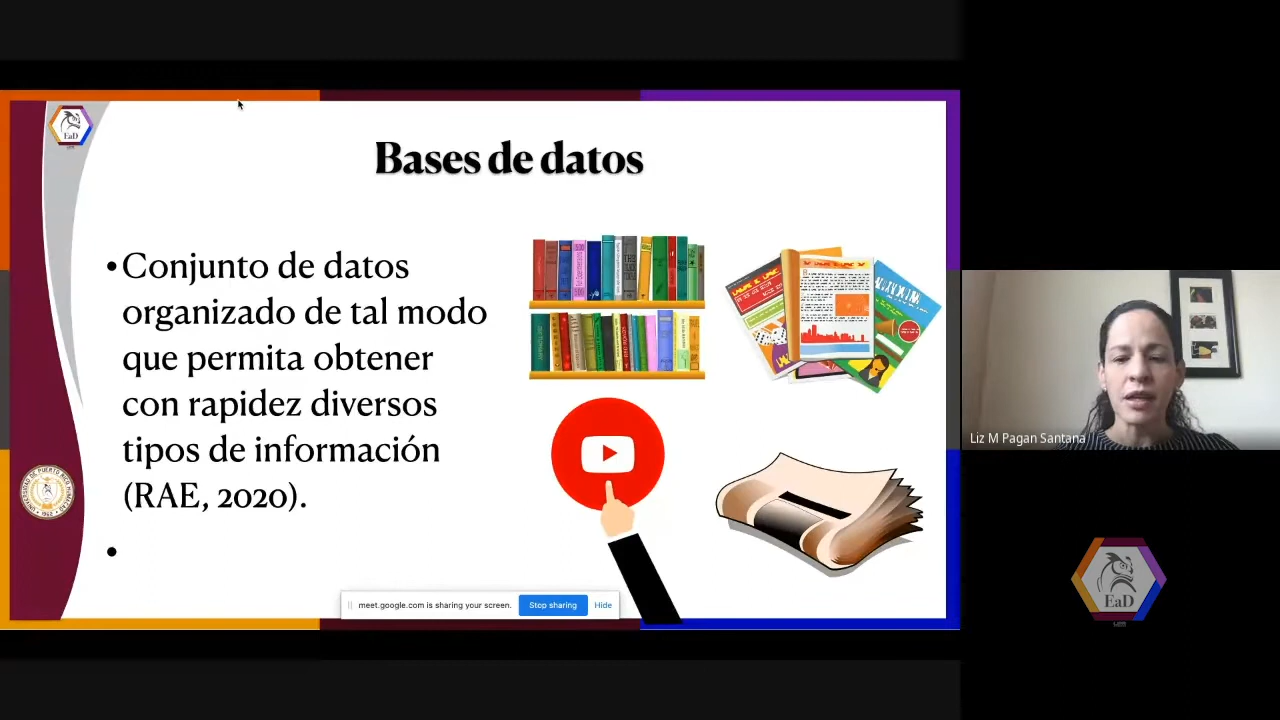 EaD
Bases de datos
•Conjunto de datos
organizado de tal modo
que permita obtener
con rapidez diversos
tipos de información
(RAE, 2020).
•
meet.google.com is sharing your screen.
Stop sharing
Hide
Liz M Pagan Santana
EaD